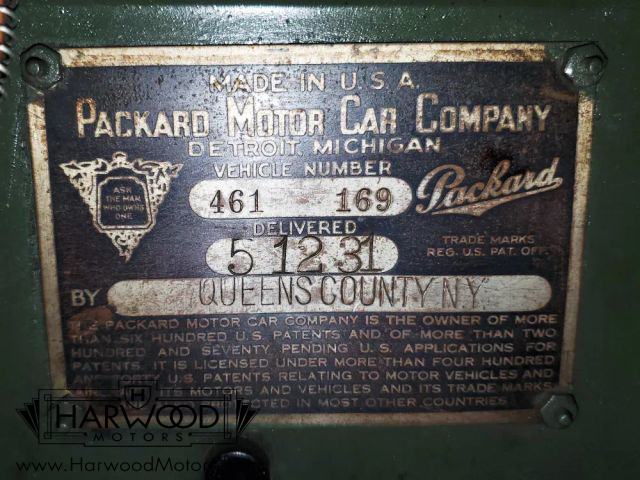 MADE IN U.S.A.
PACKARD MOTOR CAR COMPANY
DETROIT, MICHIGAN
VEHICLE NUMBER
461 169
ASK
THE MAN
WHO OWNS
ONE
Packard
DELIVERED
5 12 31
TRADE MARKS
REG. U.S. PAT. OFF.
BY QUEENS COUNTY N.Y.
THE PACKARD MOTOR CAR COMPANY IS THE OWNER OF MORE
THAN SIX HUNDRED U.S. PATENTS AND OF MORE THAN TWO
HUNDRED AND SEVENTY PENDING U.S. APPLICATIONS FOR
PATENTS. IT IS LICENSED UNDER MORE THAN FOUR HUNDRED
U.S. PATENTS RELATING TO MOTOR VEHICLES AND
ITS MOTORS AND VEHICLES AND ITS TRADE MARKS
IN MOST OTHER COUNTRIES.
H
HARWOOD
MOTORS
www.HarwoodMotor